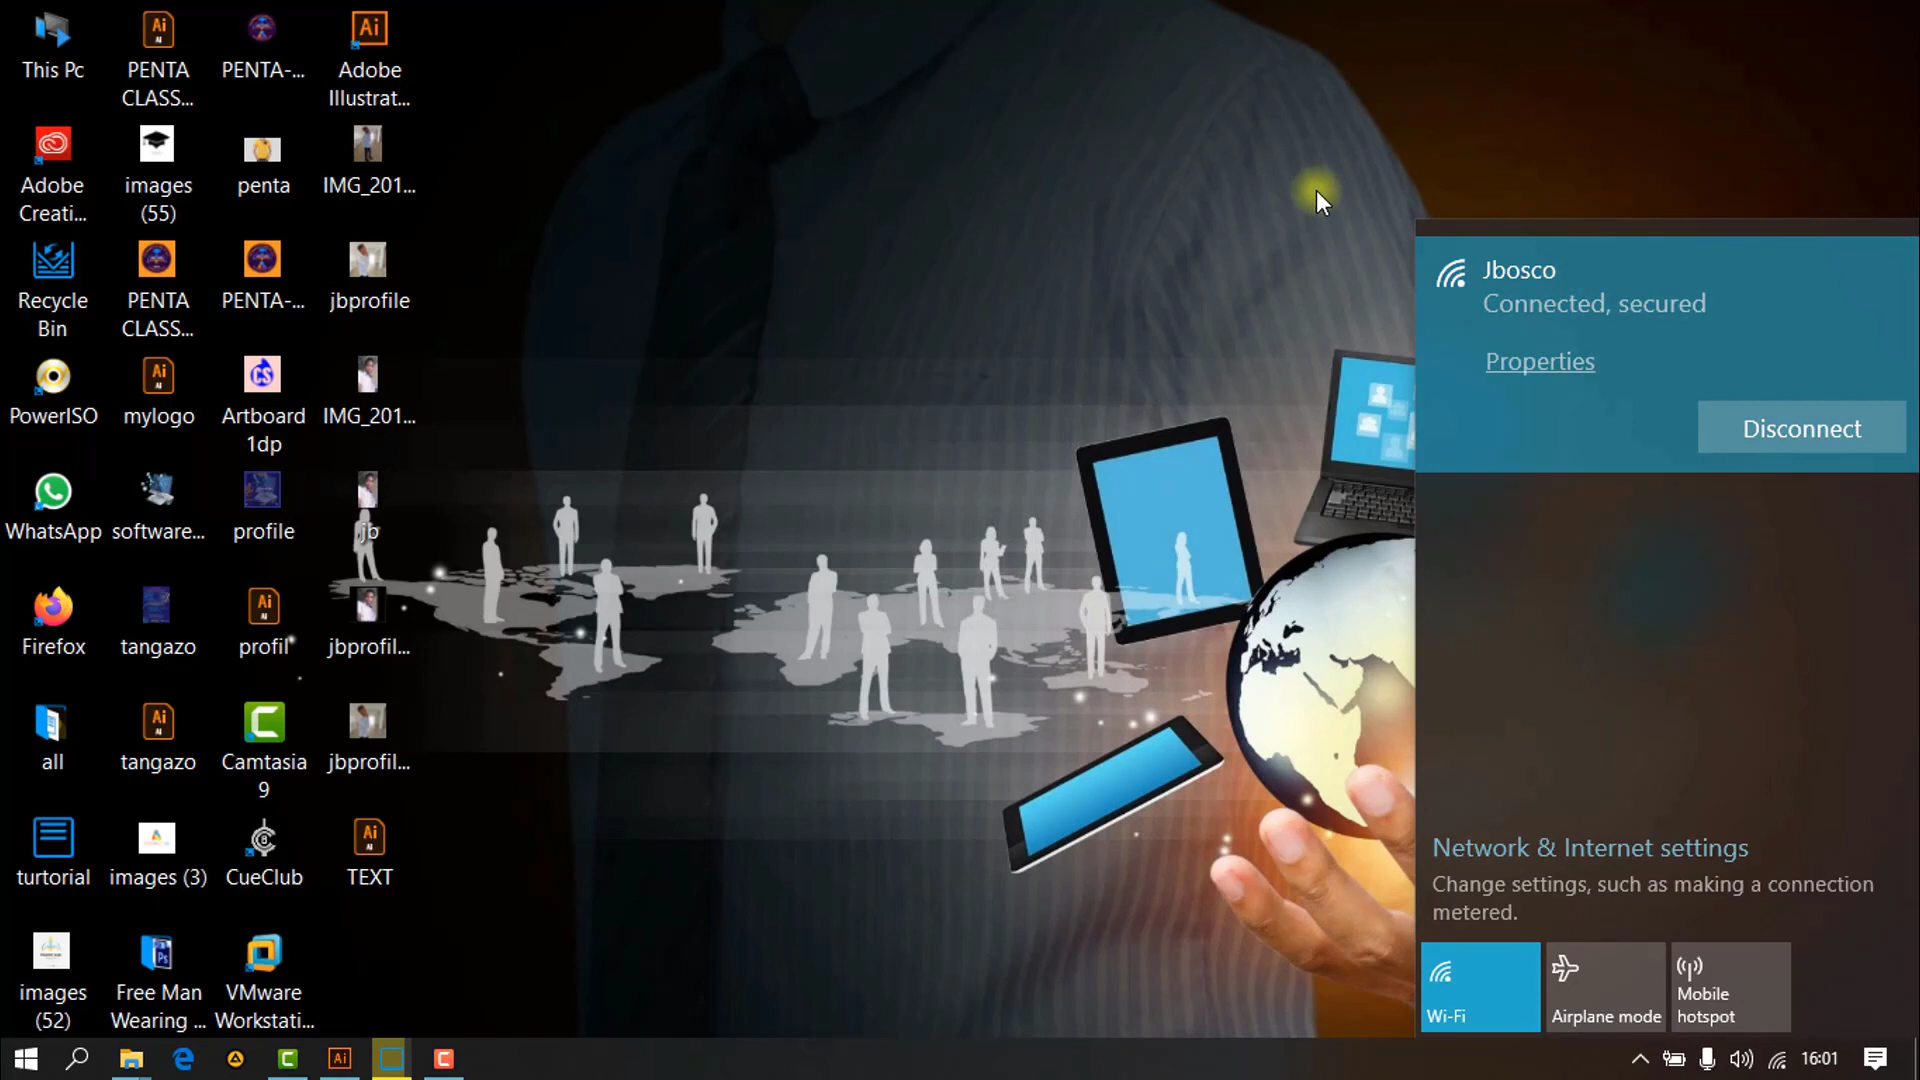 This Pc
PENTA
CLASS...
PENTA-...
Adobe
Illustrat...
Adobe
Creati...
images
(55)
penta
IMG_201...
Recycle
Bin
PENTA
CLASS...
PENTA-...
jbprofile
PowerISO
mylogo
Artboard
1dp
IMG_201...
WhatsApp
software...
profile
jb
Firefox
tangazo
profil
jbprofil...
all
tangazo
Camtasia
9
jbprofil...
turtorial
images (3)
CueClub
TEXT
images
(52)
Free Man
Wearing ...
VMware
Workstati...
Jbosco
Connected, secured
Properties
Disconnect
Network & Internet settings
Change settings, such as making a connection
metered.
Wi-Fi
Airplane mode
Mobile
hotspot
16:01